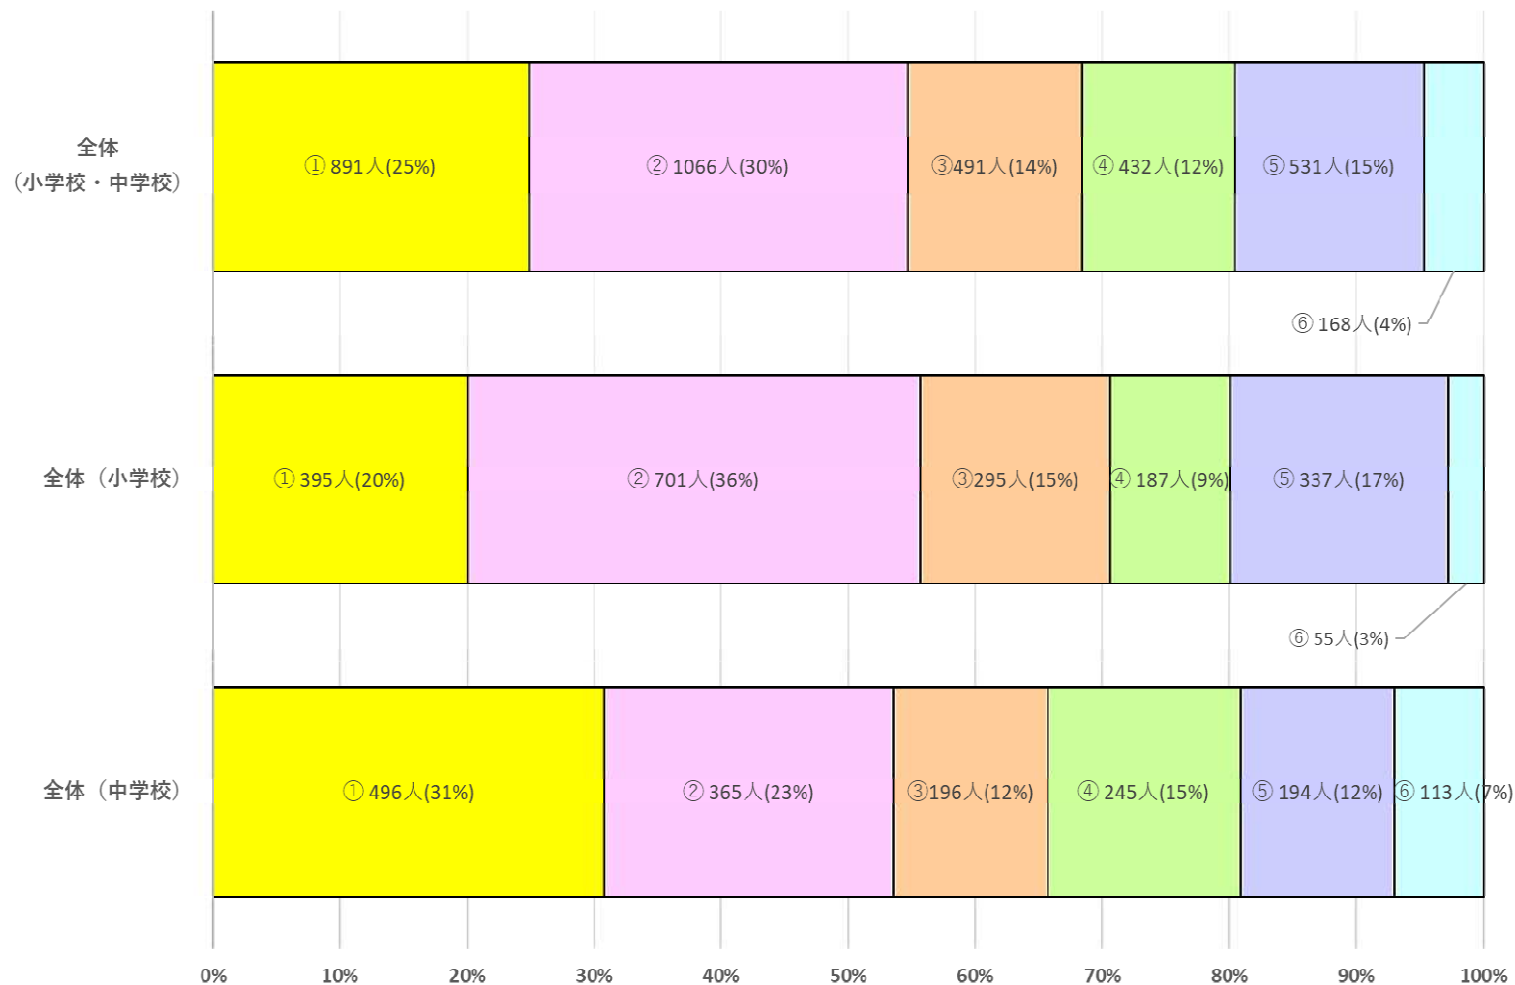 全体
（小学校・中学校）
① 891人(25%)
② 1066人(30%)
③491人(14%)
④ 432人(12%)
⑤ 531人(15%)
⑥ 168人(4%)
全体（小学校）
① 395人(20%)
② 701人(36%)
③295人(15%)
④ 187人(9%)
⑤ 337人(17%)
⑥ 55人(3%)
全体（中学校）
① 496人(31%)
② 365人(23%)
③196人(12%)
④ 245人(15%)
⑤ 194人(12%)
⑥ 113人(7%)
0% 10% 20% 30% 40% 50% 60% 70% 80% 90% 100%